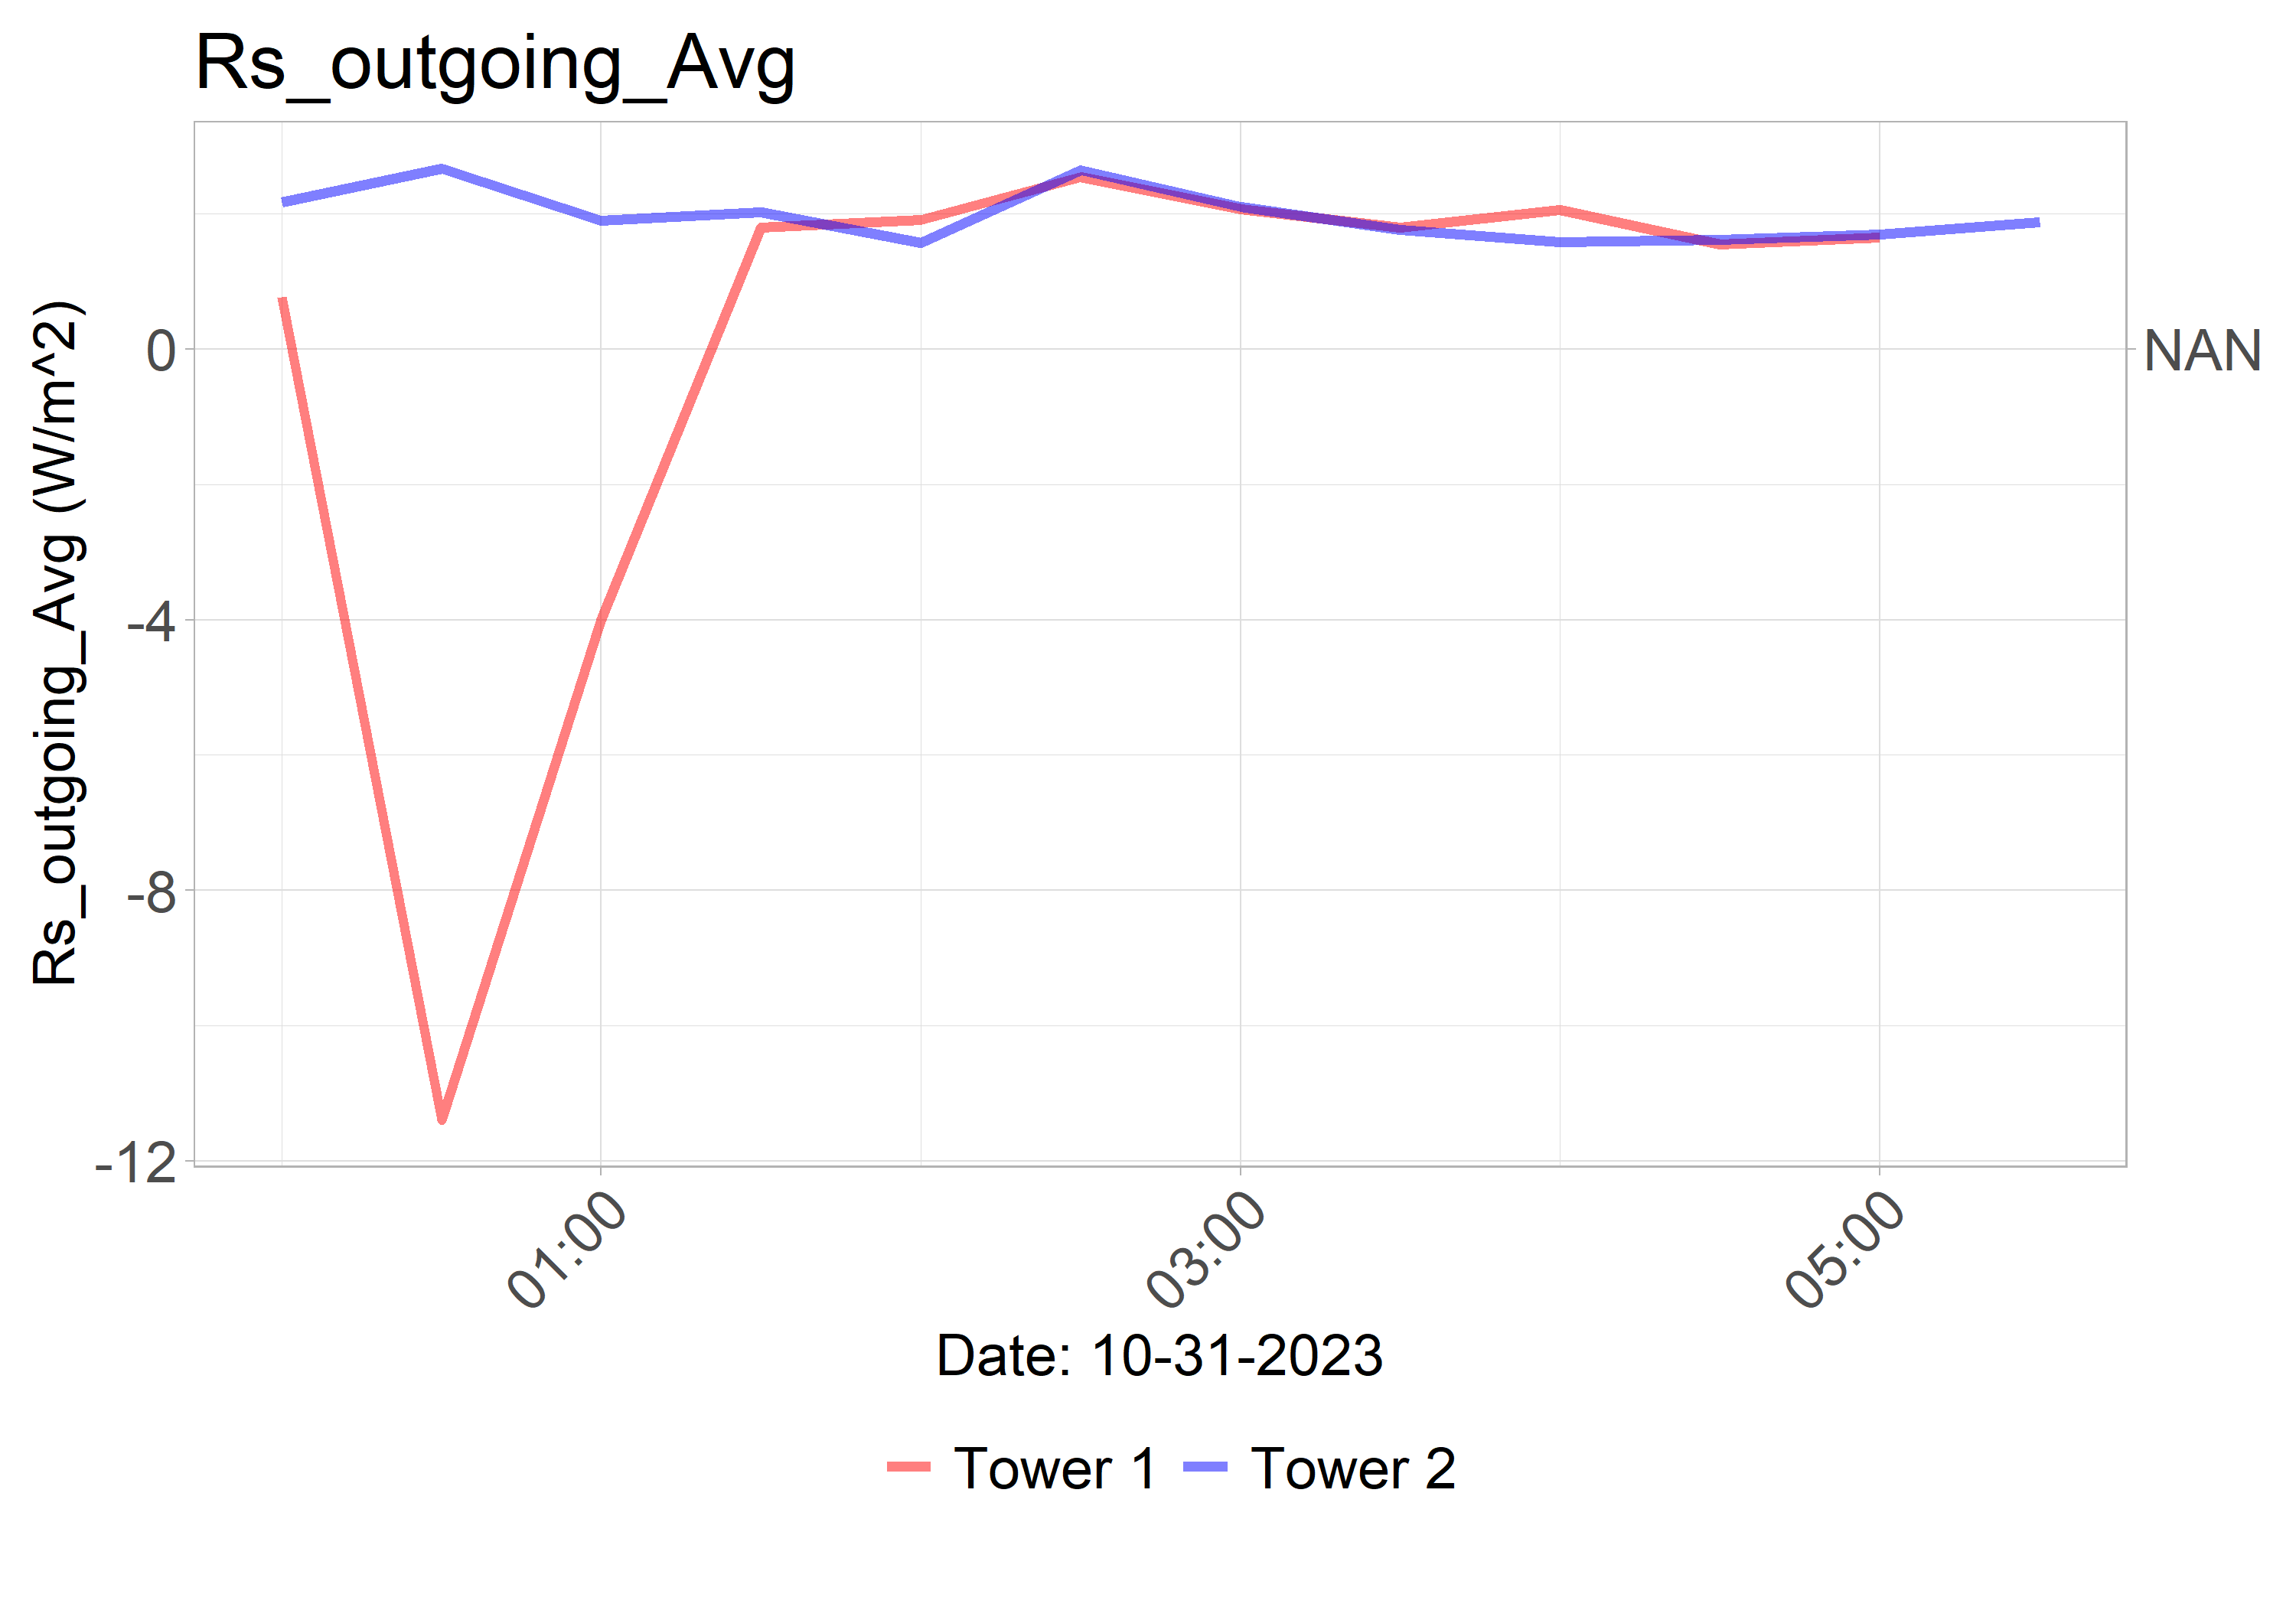 Rs_outgoing_Avg
Rs_outgoing_Avg (W/m^2)
0
-4
-8
-12
NAN
01:00
03:00
05:00
Date: 10-31-2023
Tower 1
Tower 2